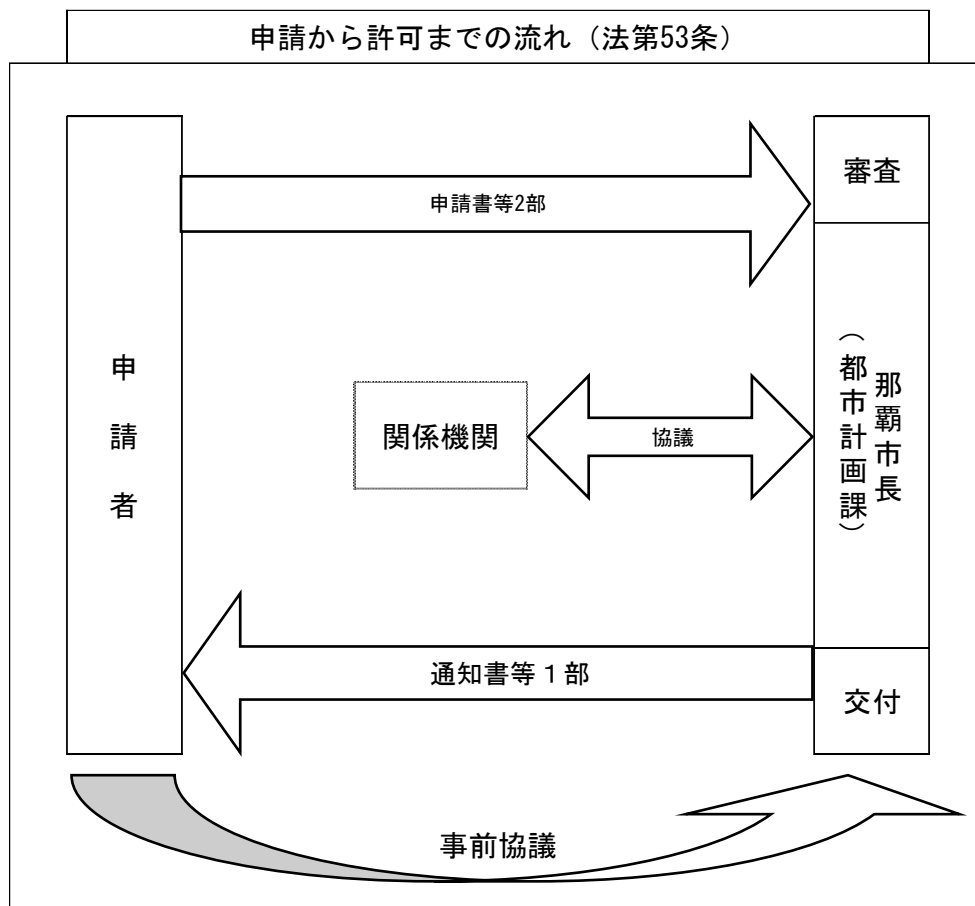 申請から許可までの流れ（法第53条）
申請者
申請書等2部
審査
関係機関
協議
那覇市長
（都市計画課）
通知書等１部
交付
事前協議